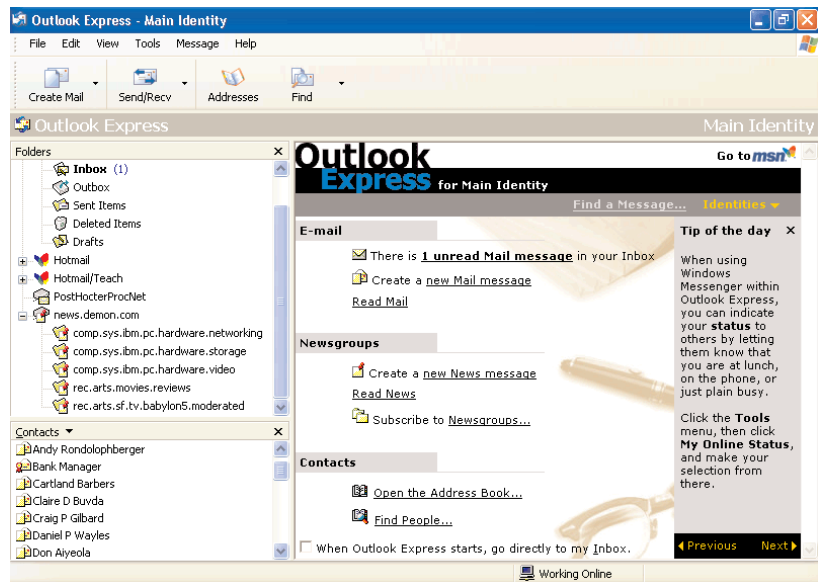 Outlook Express - Main Identity
File Edit View Tools Message Help
Create Mail Send/Recv Addresses Find
Outlook Express Main Identity
Folders
Inbox (1)
Outbox
Sent Items
Deleted Items
Drafts
Hotmail
Hotmail/Teach
PostHocterProcNet
news.demon.com
comp.sys.ibm.pc.hardware.networking
comp.sys.ibm.pc.hardware.storage
comp.sys.ibm.pc.hardware.video
rec.arts.movies.reviews
rec.arts.sf.tv.babylon5.moderated
Contacts
Andy Rondolophberger
Bank Manager
Cartland Barbers
Claire D Buvda
Craig P Gilbard
Daniel P Wayles
Don Aiyeola
Outlook
Express for Main Identity
Go to msn
Find a Message... Identities
E-mail
There is 1 unread Mail message in your Inbox
Create a new Mail message
Read Mail
Newsgroups
Create a new News message
Read News
Subscribe to Newsgroups...
Contacts
Open the Address Book...
Find People...
When Outlook Express starts, go directly to my Inbox.
Tip of the day
When using
Windows
Messenger within
Outlook Express,
you can indicate
your status to
others by letting
them know that
you are at lunch,
on the phone, or
just plain busy.
Click the Tools
menu, then click
My Online Status,
and make your
selection from
there.
Previous Next
Working Online